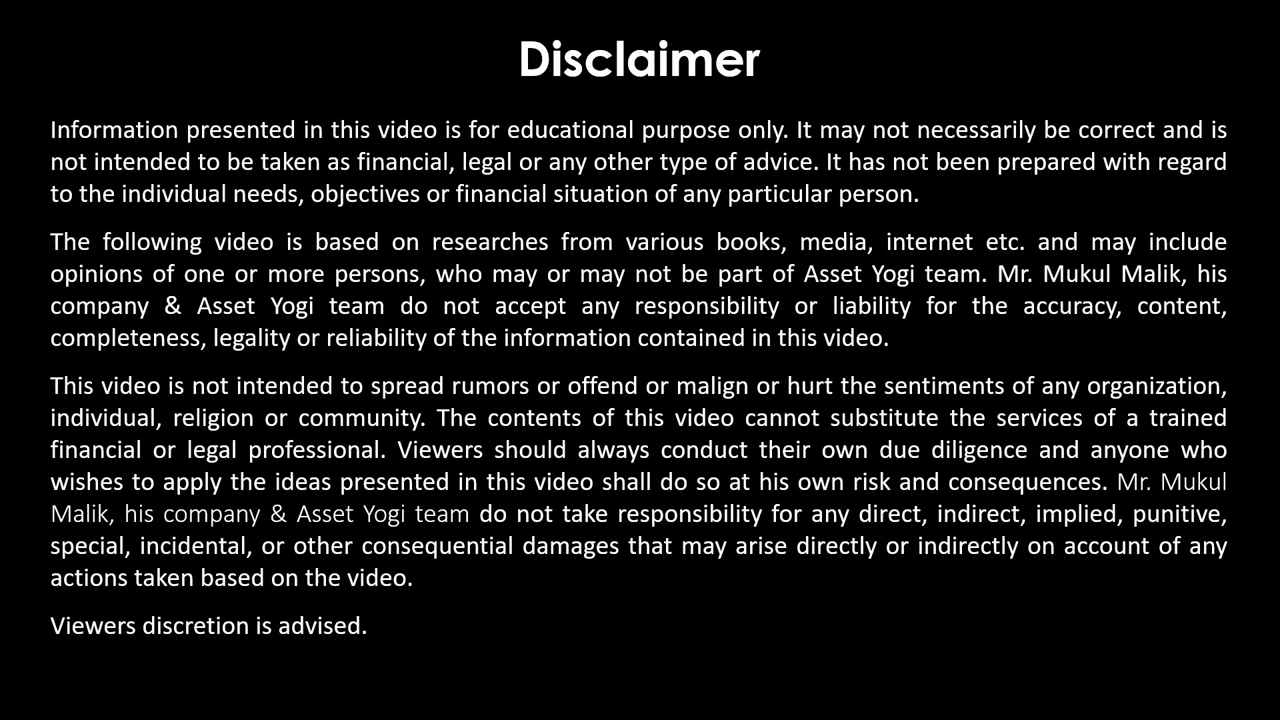 Disclaimer
Information presented in this video is for educational purpose only. It may not necessarily be correct and is
not intended to be taken as financial, legal or any other type of advice. It has not been prepared with regard
to the individual needs, objectives or financial situation of any particular person.
The following video is based on researches from various books, media, internet etc. and may include
opinions of one or more persons, who may or may not be part of Asset Yogi team. Mr. Mukul Malik, his
company & Asset Yogi team do not accept any responsibility or liability for the accuracy, content,
completeness, legality or reliability of the information contained in this video.
This video is not intended to spread rumors or offend or malign or hurt the sentiments of any organization,
individual, religion or community. The contents of this video cannot substitute the services of a trained
financial or legal professional. Viewers should always conduct their own due diligence and anyone who
wishes to apply the ideas presented in this video shall do so at his own risk and consequences. Mr. Mukul
Malik, his company & Asset Yogi team do not take responsibility for any direct, indirect, implied, punitive,
special, incidental, or other consequential damages that may arise directly or indirectly on account of any
actions taken based on the video.
Viewers discretion is advised.